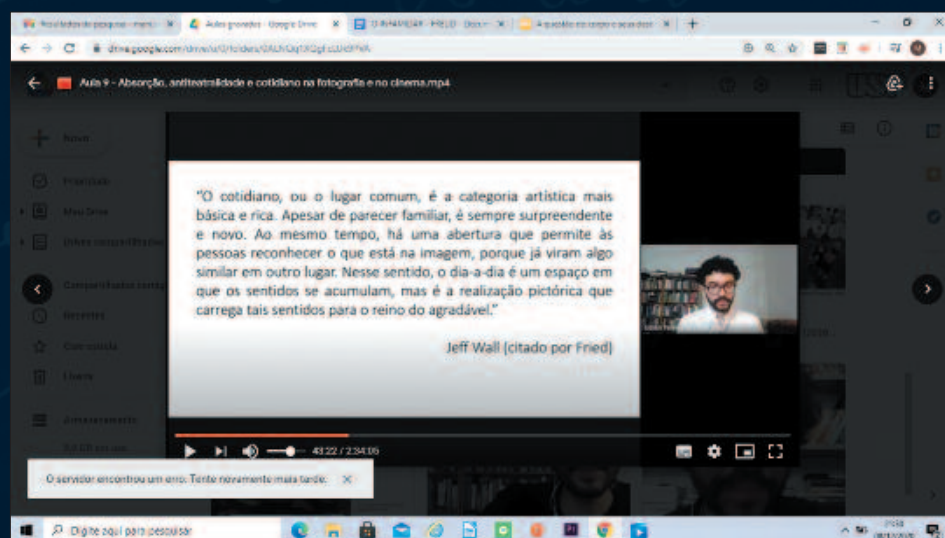 Aulas gravadas - Google Drive
Aula 9 - Absorção, antiteatralidade e cotidiano na fotografia e no cinema.mp4
Novo
Prioridade
Meu Drive
"O cotidiano, ou o lugar comum, é a categoria artística mais
básica e rica. Apesar de parecer familiar, é sempre surpreendente
e novo. Ao mesmo tempo, há uma abertura que permite às
pessoas reconhecer o que está na imagem, porque já viram algo
similar em outro lugar. Nesse sentido, o dia-a-dia é um espaço em
que os sentidos se acumulam, mas é a realização pictórica que
carrega tais sentidos para o reino do agradável."
Jeff Wall (citado por Fried)
Recentes
Com estrela
Lixeira
Armazenamento
43:22 / 2:34:05
O servidor encontrou um erro. Tente novamente mais tarde.
Digite aqui para pesquisar